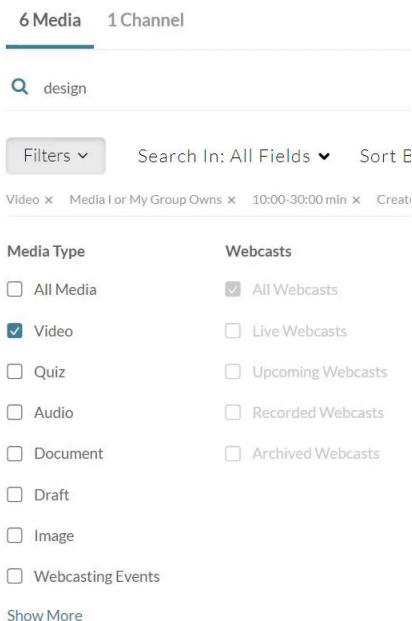 6 Media 1 Channel
design
Filters Search In: All Fields Sort B
Video × Media I or My Group Owns × 10:00-30:00 min × Create
Media Type Webcasts
All Media All Webcasts
Video Live Webcasts
Quiz Upcoming Webcasts
Audio Recorded Webcasts
Document Archived Webcasts
Draft
Image
Webcasting Events
Show More